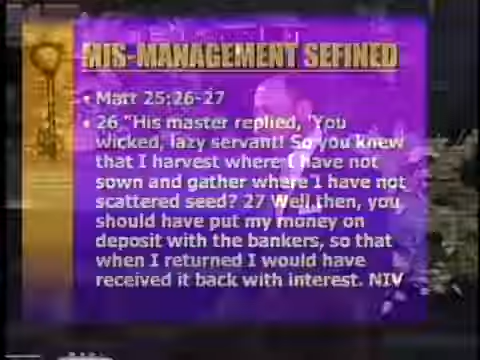 MIS-MANAGEMENT SEFINED
• Matt 25:26-27
• 26 "His master replied, 'You
wicked, lazy servant! So you knew
that I harvest where I have not
sown and gather where I have not
scattered seed? 27 Well then, you
should have put my money on
deposit with the bankers, so that
when I returned I would have
received it back with interest. NIV